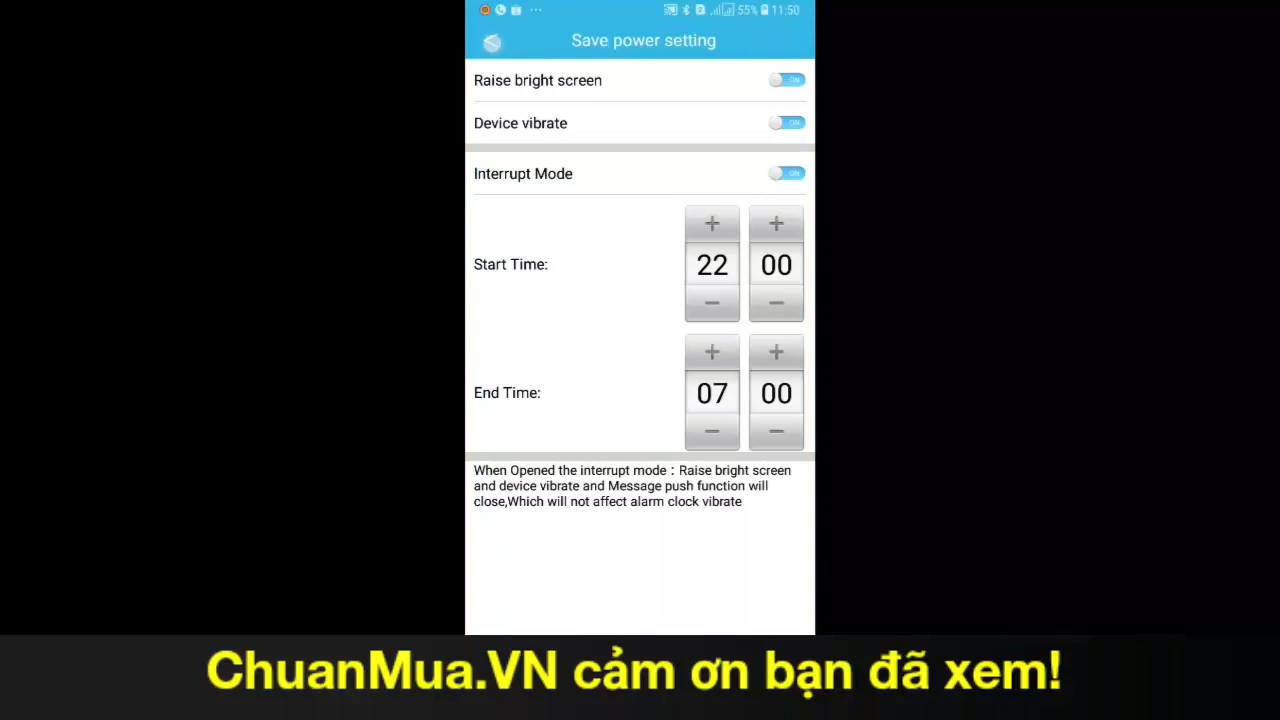 55% 11:50
Save power setting
Raise bright screen ON
Device vibrate ON
Interrupt Mode ON
+ +
Start Time: 22 00
− −
+ +
End Time: 07 00
− −
When Opened the interrupt mode：Raise bright screen
and device vibrate and Message push function will
close,Which will not affect alarm clock vibrate
ChuanMua.VN cảm ơn bạn đã xem!